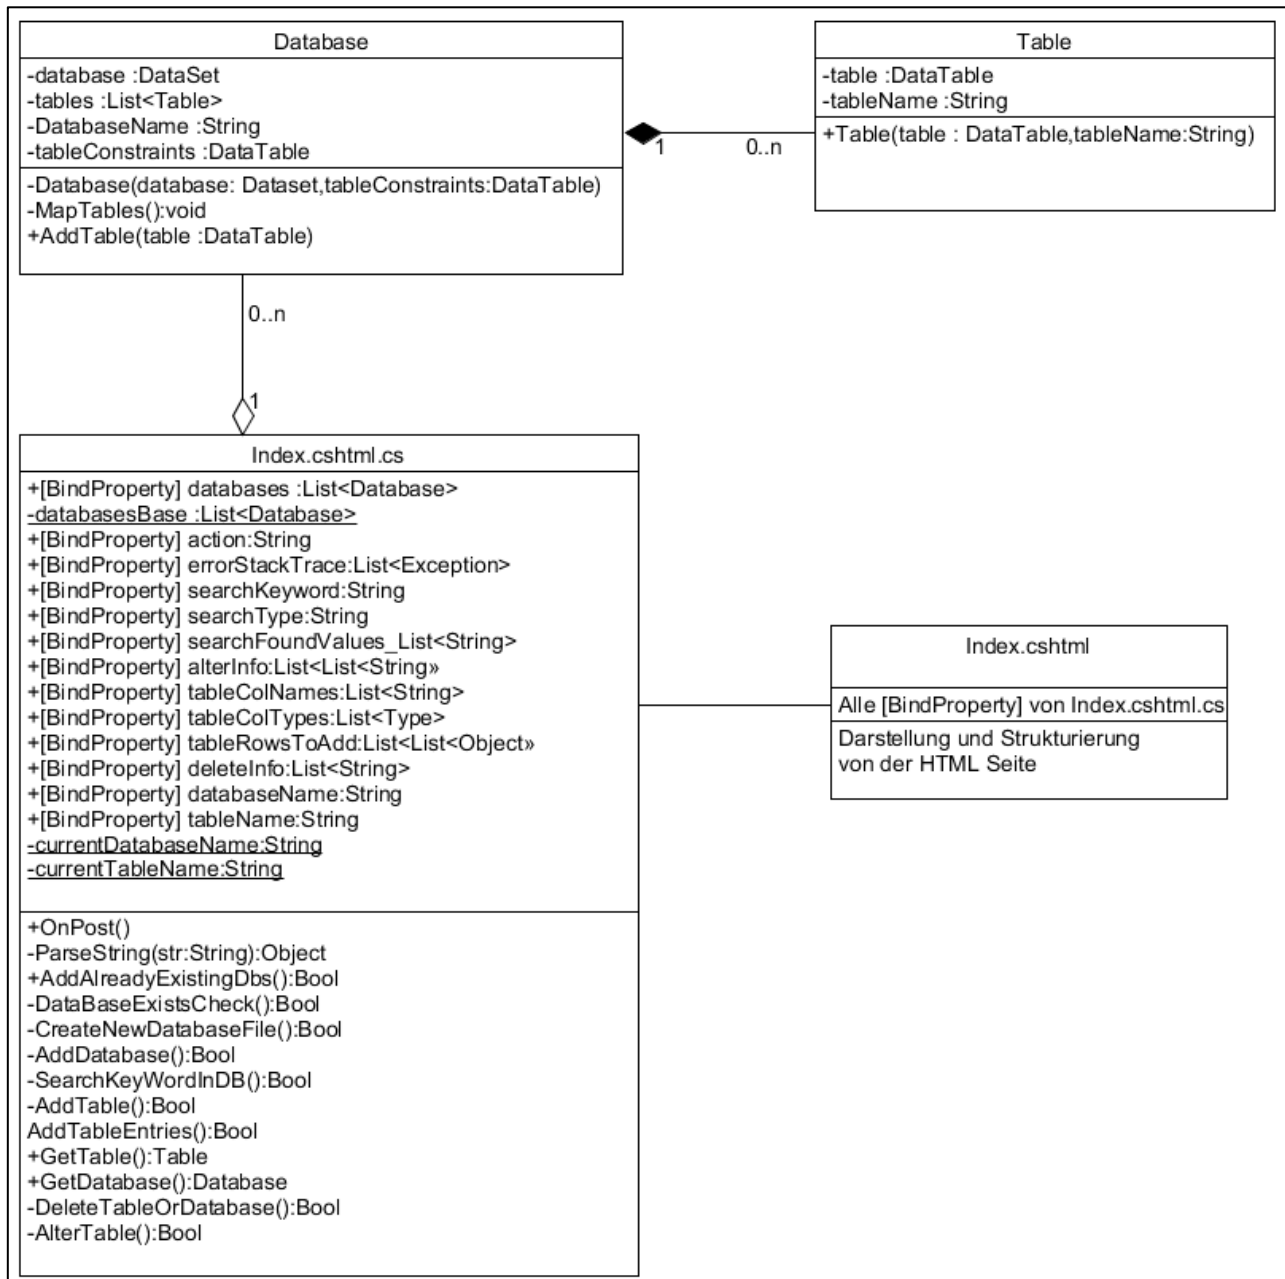 Database
-database :DataSet
-tables :List<Table>
-DatabaseName :String
-tableConstraints :DataTable
-Database(database: Dataset,tableConstraints:DataTable)
-MapTables():void
+AddTable(table :DataTable)
1
0..n
Table
-table :DataTable
-tableName :String
+Table(table : DataTable,tableName:String)
0..n
1
Index.cshtml.cs
+[BindProperty] databases :List<Database>
-databasesBase :List<Database>
+[BindProperty] action:String
+[BindProperty] errorStackTrace:List<Exception>
+[BindProperty] searchKeyword:String
+[BindProperty] searchType:String
+[BindProperty] searchFoundValues_List<String>
+[BindProperty] alterInfo:List<List<String»
+[BindProperty] tableColNames:List<String>
+[BindProperty] tableColTypes:List<Type>
+[BindProperty] tableRowsToAdd:List<List<Object»
+[BindProperty] deleteInfo:List<String>
+[BindProperty] databaseName:String
+[BindProperty] tableName:String
-currentDatabaseName:String
-currentTableName:String
+OnPost()
-ParseString(str:String):Object
+AddAlreadyExistingDbs():Bool
-DataBaseExistsCheck():Bool
-CreateNewDatabaseFile():Bool
-AddDatabase():Bool
-SearchKeyWordInDB():Bool
-AddTable():Bool
AddTableEntries():Bool
+GetTable():Table
+GetDatabase():Database
-DeleteTableOrDatabase():Bool
-AlterTable():Bool
Index.cshtml
Alle [BindProperty] von Index.cshtml.cs
Darstellung und Strukturierung
von der HTML Seite